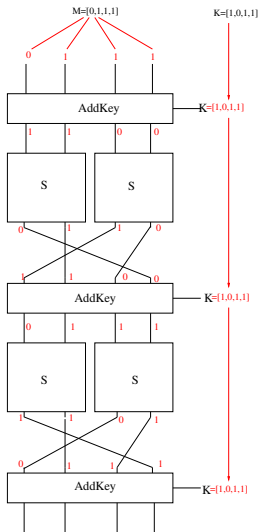 M=[0,1,1,1] K=[1,0,1,1]
0 1 1 1
AddKey K=[1,0,1,1]
1 1 0 0
S S
0 1 1 0
1 1 0 0
AddKey K=[1,0,1,1]
0 1 1 1
S S
1 1 0 1
0 1 1 1
AddKey K=[1,0,1,1]